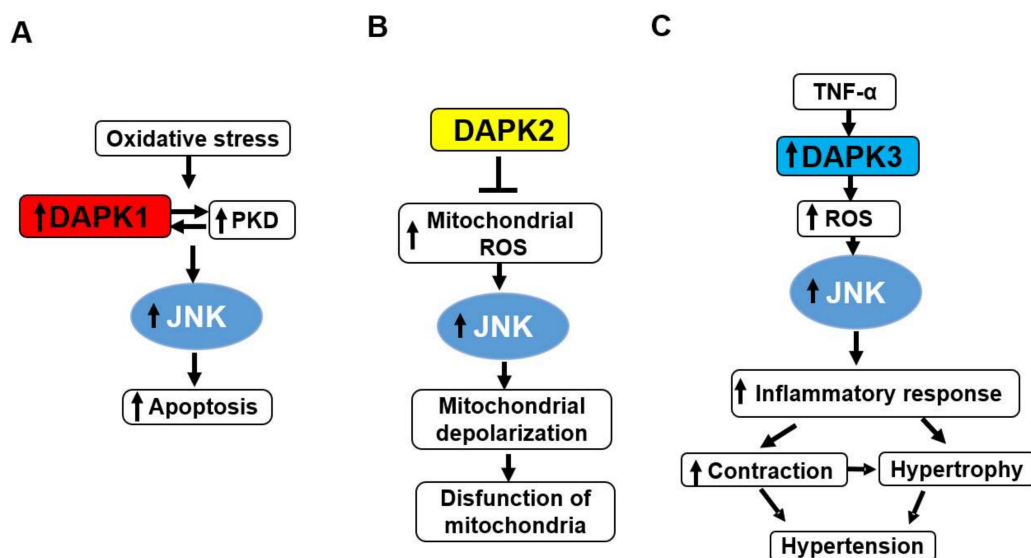 A
Oxidative stress
DAPK1
PKD
JNK
Apoptosis
B
DAPK2
Mitochondrial
ROS
JNK
Mitochondrial
depolarization
Disfunction of
mitochondria
C
TNF-α
DAPK3
ROS
JNK
Inflammatory response
Contraction
Hypertrophy
Hypertension